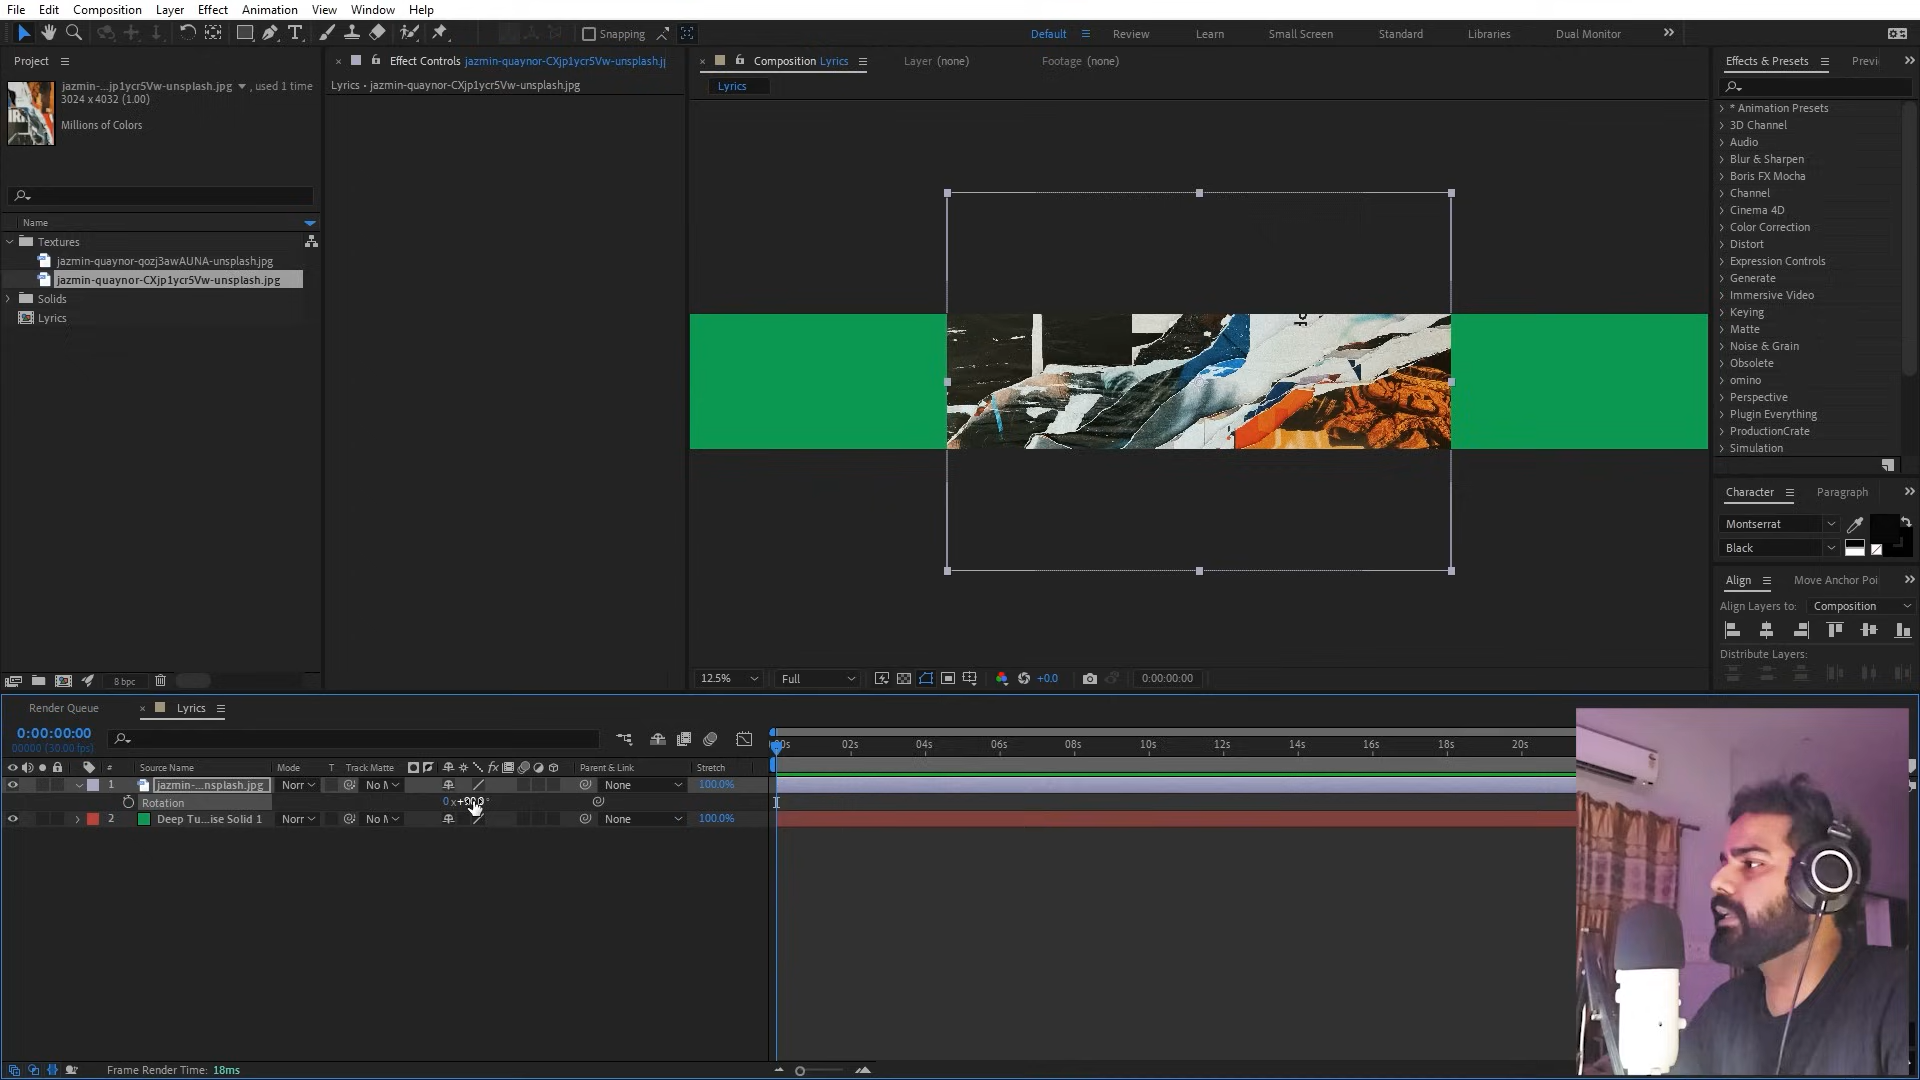 File Edit Composition Layer Effect Animation View Window Help
Snapping
Default Review Learn Small Screen Standard Libraries Dual Monitor
Project
jazmin-...jp1ycr5Vw-unsplash.jpg , used 1 time
3024 x 4032 (1.00)
Millions of Colors
Name
Textures
jazmin-quaynor-qozj3awAUNA-unsplash.jpg
jazmin-quaynor-CXjp1ycr5Vw-unsplash.jpg
Solids
Lyrics
8 bpc
Effect Controls jazmin-quaynor-CXjp1ycr5Vw-unsplash.jp
Lyrics • jazmin-quaynor-CXjp1ycr5Vw-unsplash.jpg
Composition Lyrics
Layer (none)
Footage (none)
Lyrics
12.5% Full +0.0 0:00:00:00
Effects & Presets Previ
* Animation Presets
3D Channel
Audio
Blur & Sharpen
Boris FX Mocha
Channel
Cinema 4D
Color Correction
Distort
Expression Controls
Generate
Immersive Video
Keying
Matte
Noise & Grain
Obsolete
omino
Perspective
Plugin Everything
ProductionCrate
Simulation
Character Paragraph
Montserrat
Black
Align Move Anchor Poi
Align Layers to: Composition
Distribute Layers:
Render Queue Lyrics
0:00:00:00
00000 (30.00 fps)
# Source Name Mode T Track Matte Parent & Link Stretch
1 jazmin-...nsplash.jpg Norr No M None 100.0%
Rotation 0 x
2 Deep Tu...ise Solid 1 Norr No M None 100.0%
02s 04s 06s 08s 10s 12s 14s 16s 18s 20s
Frame Render Time: 18ms